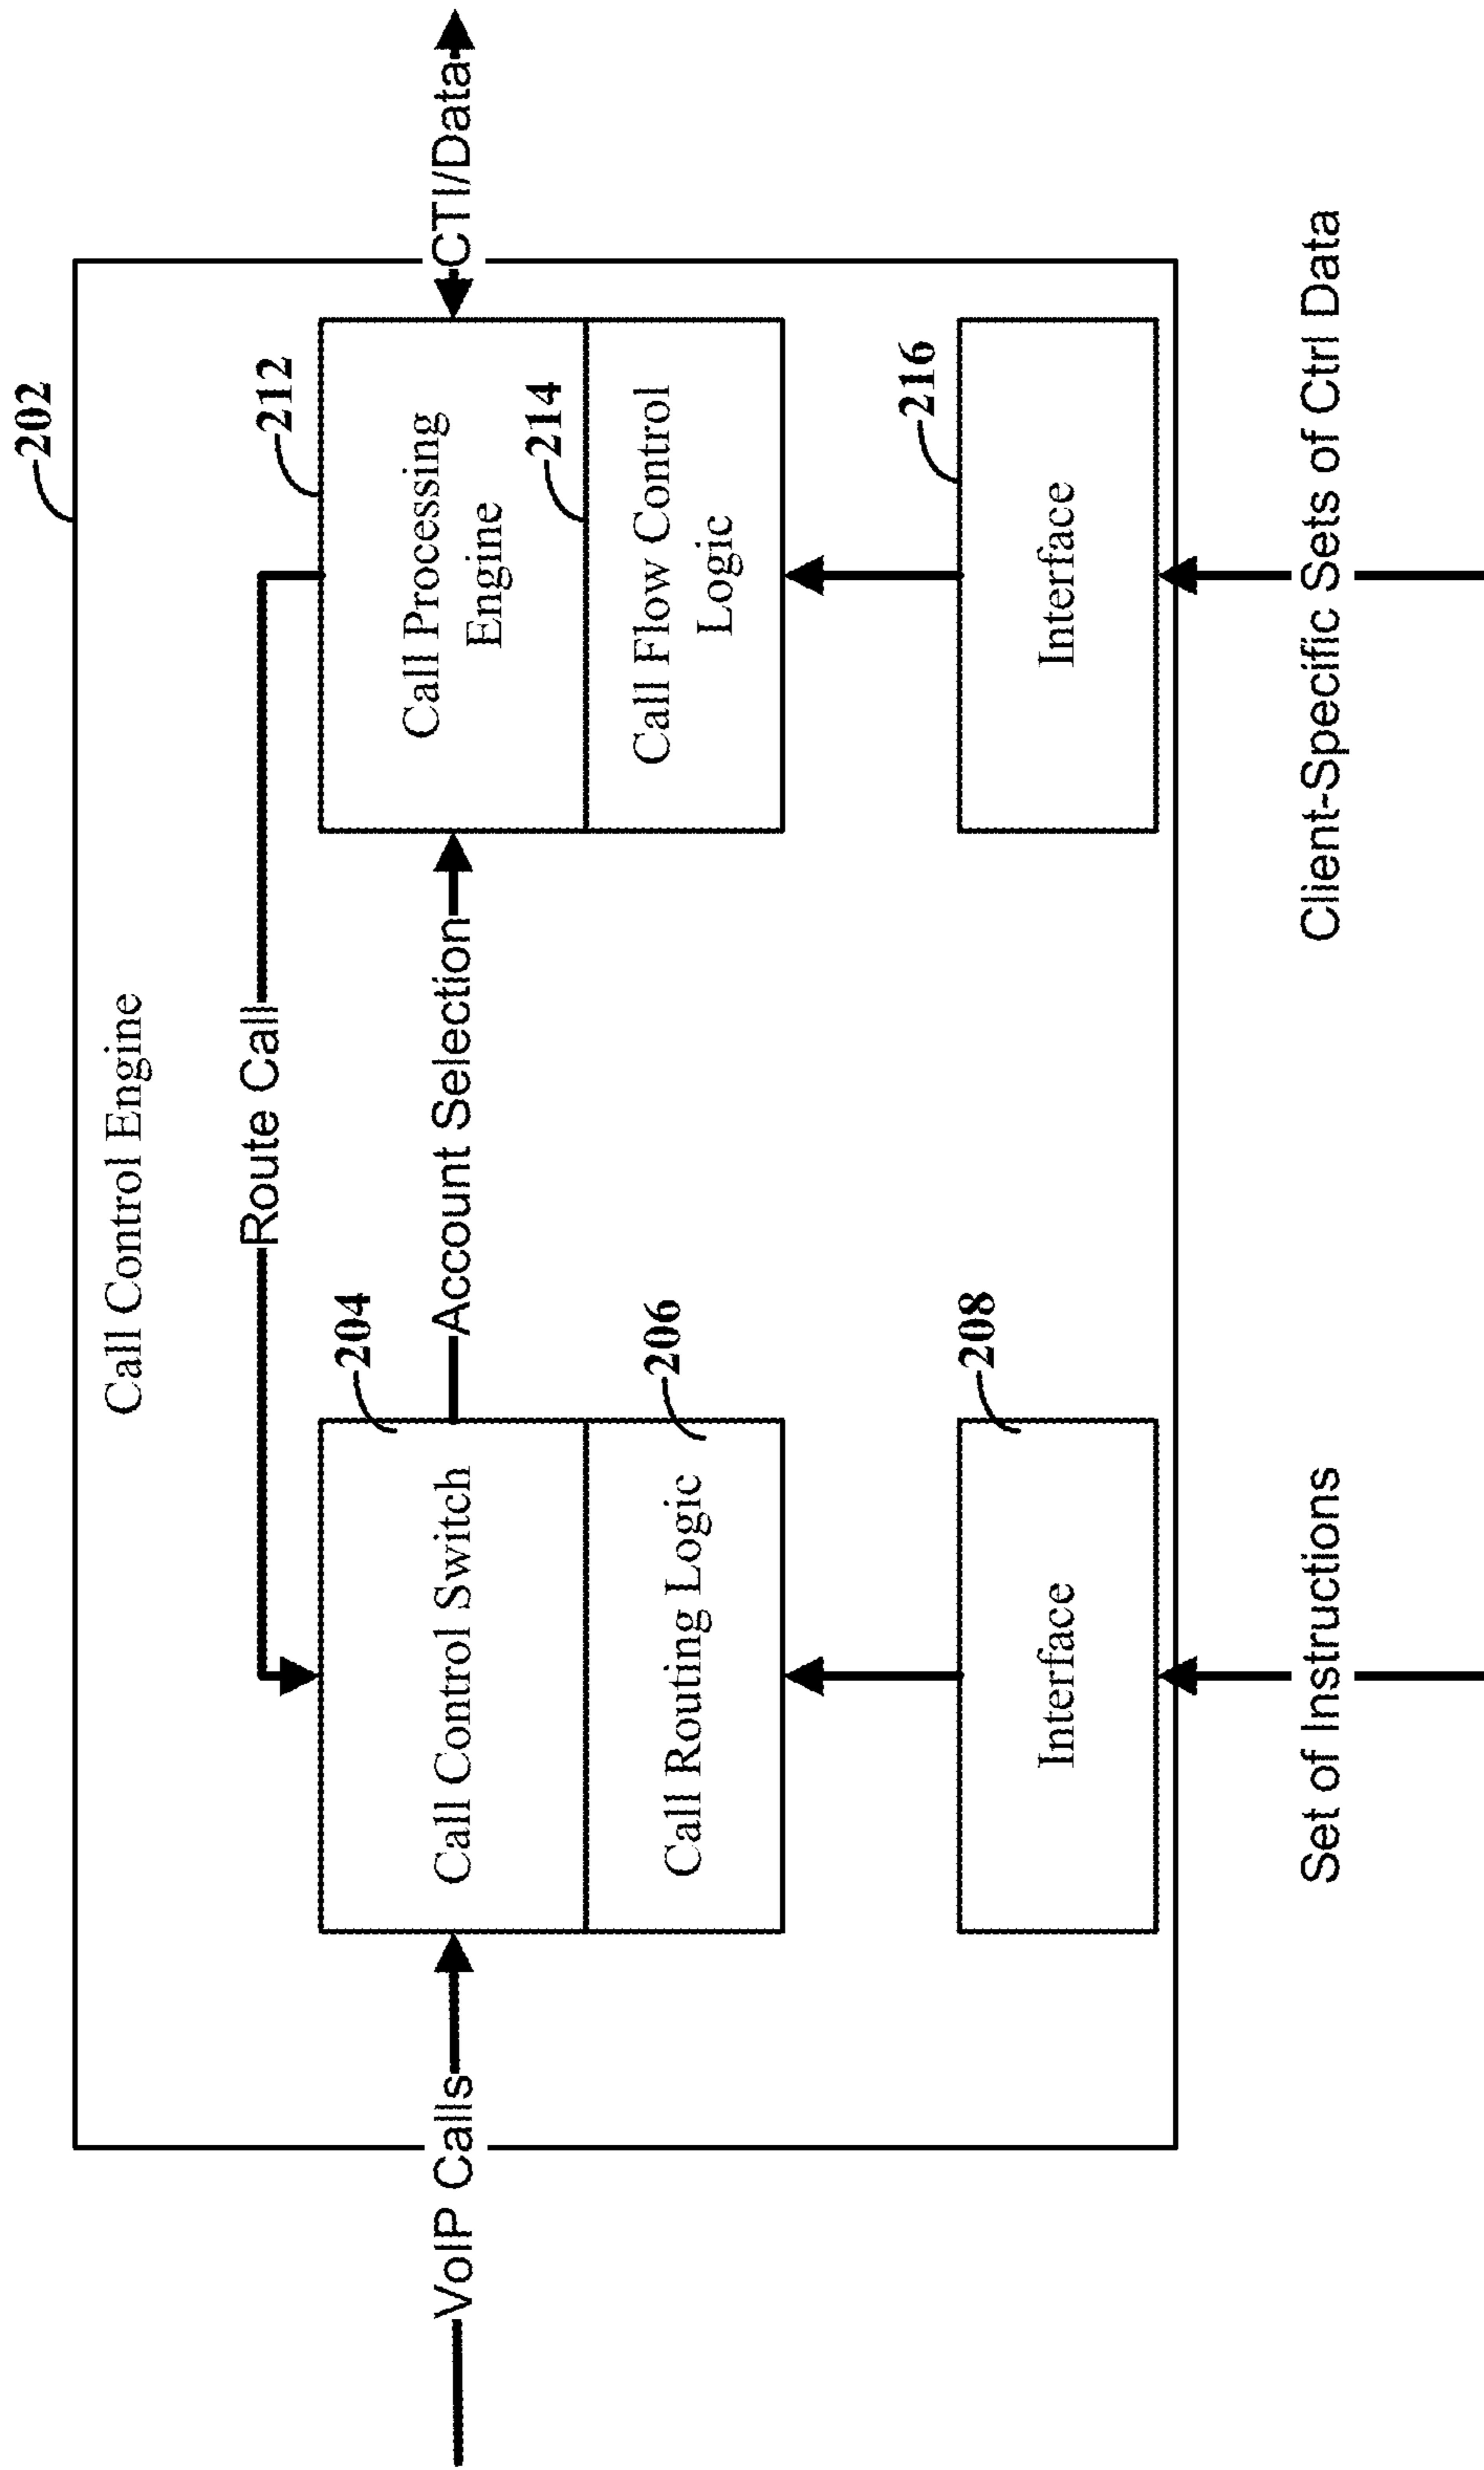 202
Call Control Engine
Route Call
212
204
VoIP Calls
Call Control Switch
Account Selection
Call Processing
Engine
CTI/Data
206
214
Call Routing Logic
Call Flow Control
Logic
208
216
Interface
Interface
Set of Instructions
Client-Specific Sets of Ctrl Data